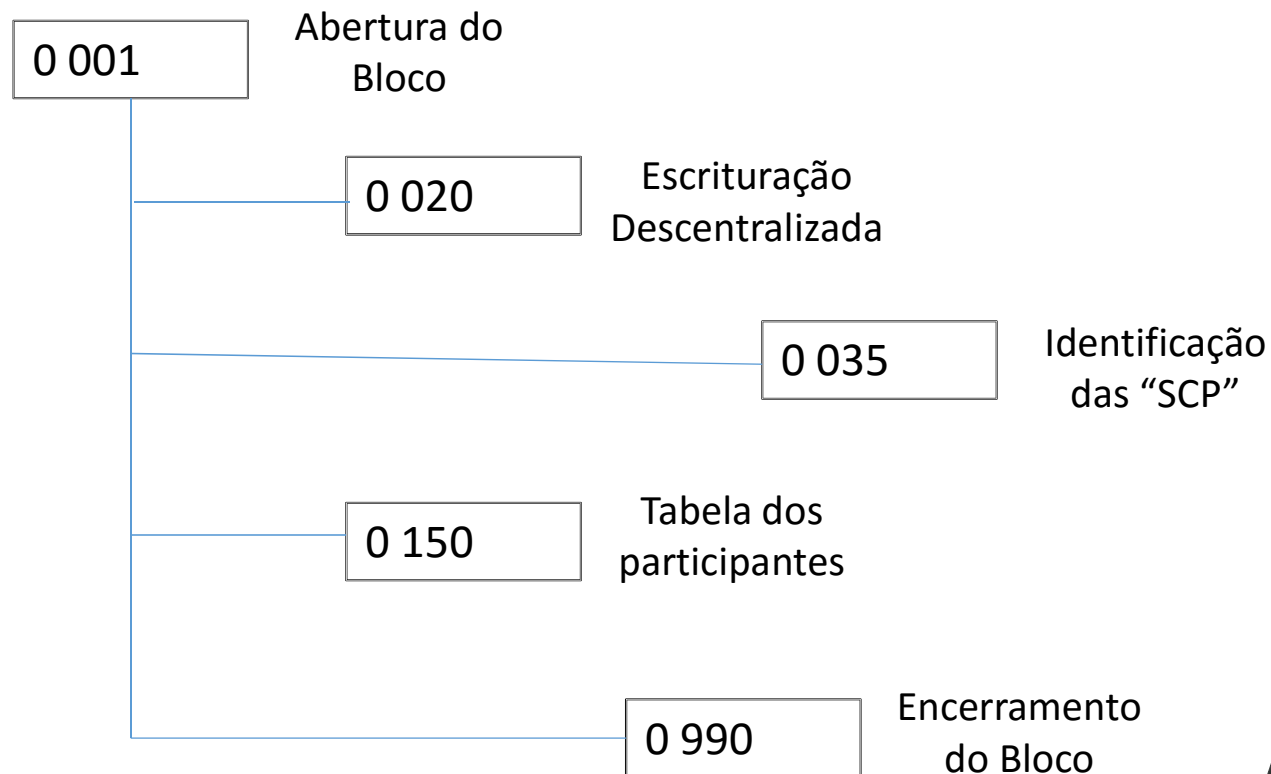 0 001
Abertura do
Bloco
0 020
Escrituração
Descentralizada
0 035
Identificação
das “SCP”
0 150
Tabela dos
participantes
0 990
Encerramento
do Bloco